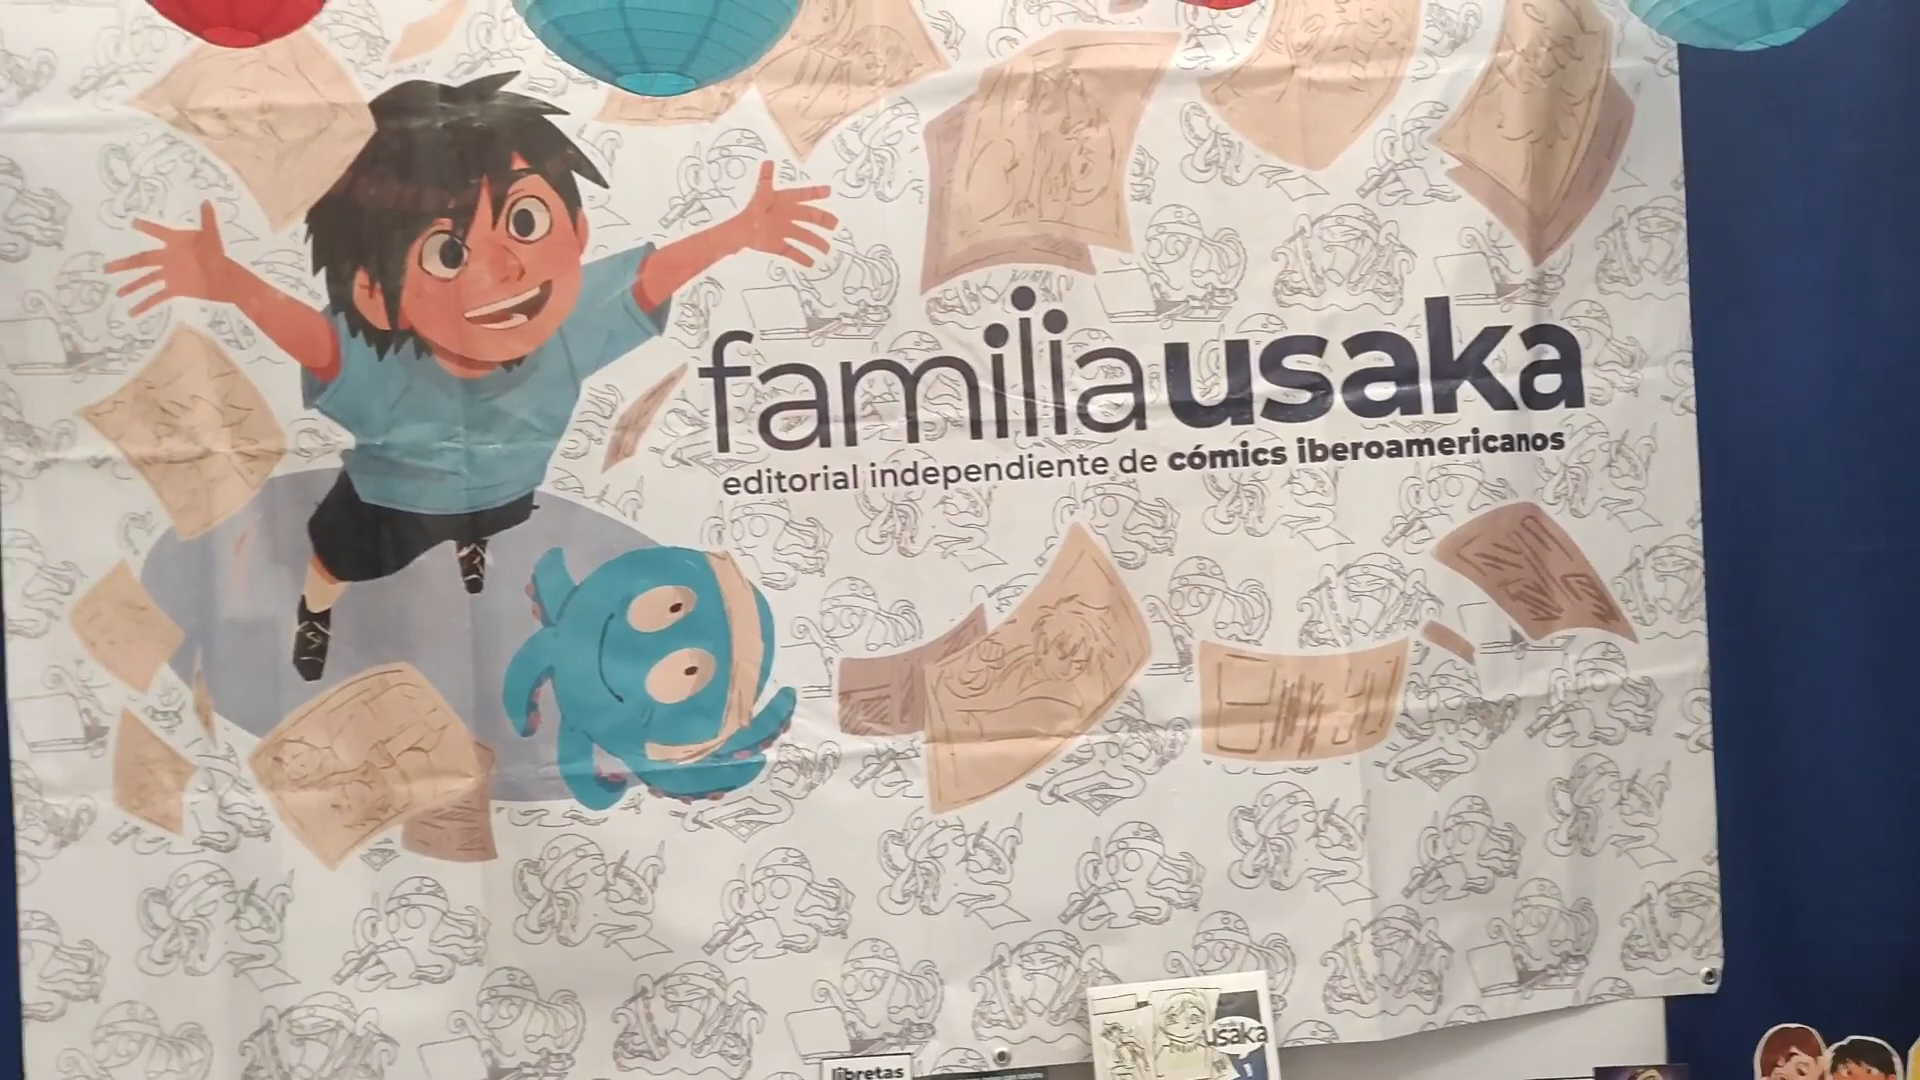 familiausaka
editorial independiente de cómics iberoamericanos
usaka
libretas